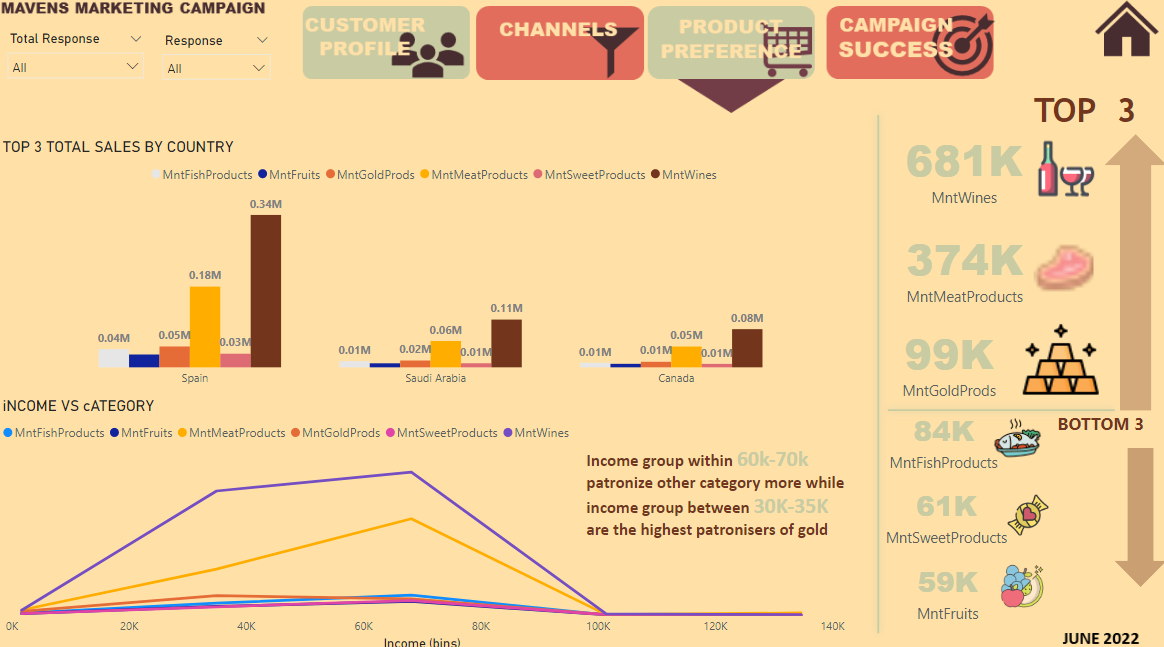 MAVENS MARKETING CAMPAIGN
Total Response
All
Response
All
CUSTOMER
PROFILE
CHANNELS
PRODUCT
PREFERENCE
CAMPAIGN
SUCCESS
TOP 3 TOTAL SALES BY COUNTRY
MntFishProducts MntFruits MntGoldProds MntMeatProducts MntSweetProducts MntWines
0.04M 0.05M 0.18M 0.03M 0.34M
0.01M 0.02M 0.06M 0.01M 0.11M
0.01M 0.01M 0.05M 0.01M 0.08M
Spain Saudi Arabia Canada
iNCOME VS cATEGORY
MntFishProducts MntFruits MntMeatProducts MntGoldProds MntSweetProducts MntWines
0K 20K 40K 60K 80K 100K 120K 140K
Income (bins)
Income group within 60k-70k
patronize other category more while
income group between 30K-35K
are the highest patronisers of gold
TOP 3
681K
MntWines
374K
MntMeatProducts
99K
MntGoldProds
BOTTOM 3
84K
MntFishProducts
61K
MntSweetProducts
59K
MntFruits
JUNE 2022